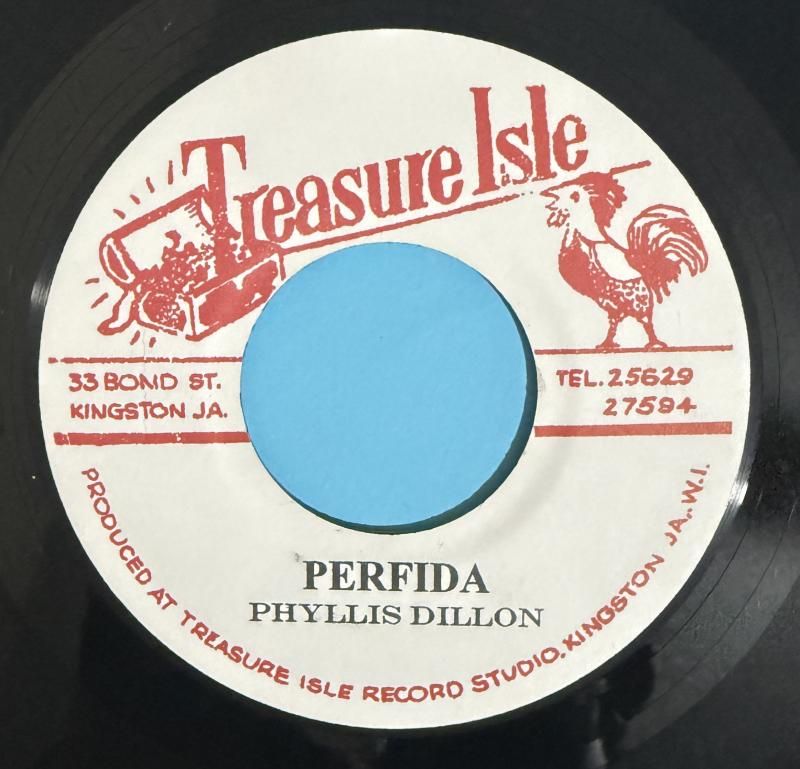 Treasure Isle
33 BOND ST.
KINGSTON JA.
TEL. 25629
27594
PERFIDA
PHYLLIS DILLON
PRODUCED AT TREASURE ISLE RECORD STUDIO. KINGSTON JA. W.I.